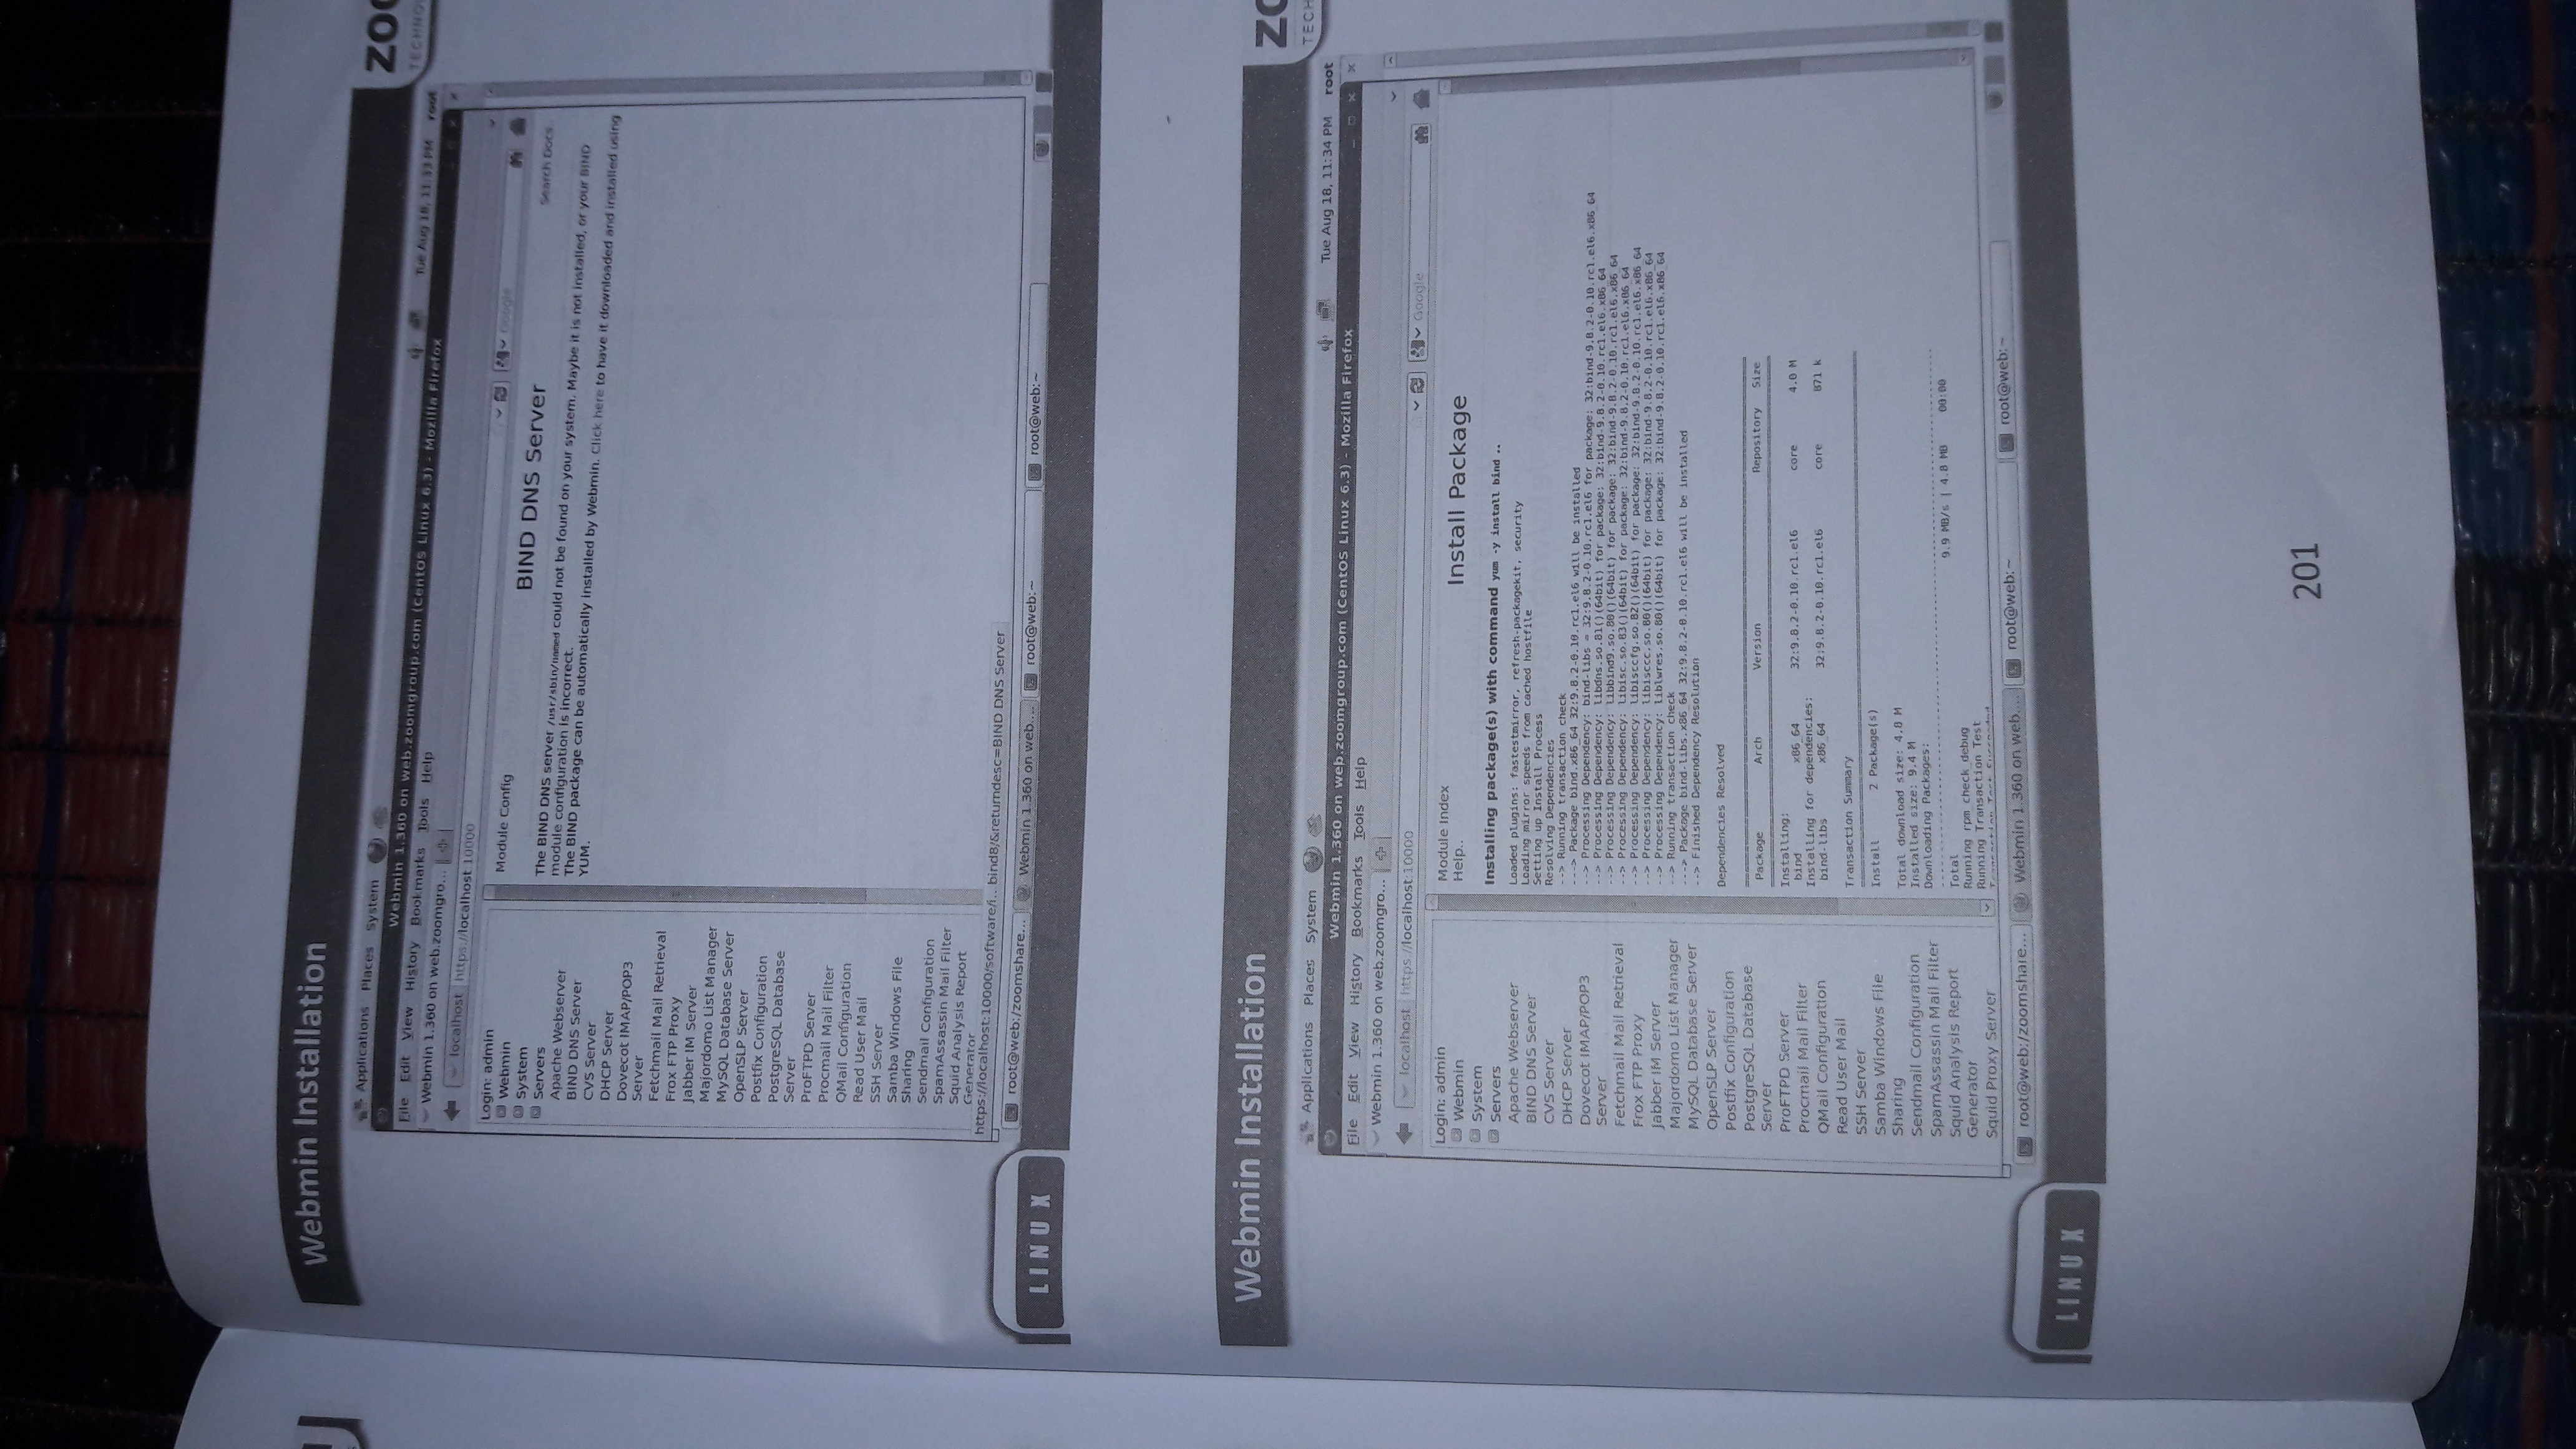 Webmin Installation
Applications Places System
Tue Aug 18, 11:33 PM root
Webmin 1.360 on web.zoomgroup.com (CentOS Linux 6.3) - Mozilla Firefox
File Edit View History Bookmarks Tools Help
Webmin 1.360 on web.zoomgro...
localhost https://localhost:10000
Google
Login: admin
Webmin
System
Servers
Apache Webserver
BIND DNS Server
CVS Server
DHCP Server
Dovecot IMAP/POP3
Server
Fetchmail Mail Retrieval
Frox FTP Proxy
Jabber IM Server
Majordomo List Manager
MySQL Database Server
OpenSLP Server
Postfix Configuration
PostgreSQL Database
Server
ProFTPD Server
Procmail Mail Filter
QMail Configuration
Read User Mail
SSH Server
Samba Windows File
Sharing
Sendmail Configuration
SpamAssassin Mail Filter
Squid Analysis Report
Generator
Module Config
BIND DNS Server
Search Docs..
The BIND DNS server /usr/sbin/named could not be found on your system. Maybe it is not installed, or your BIND
module configuration is incorrect.
The BIND package can be automatically installed by Webmin. Click here to have it downloaded and installed using
YUM.
https://localhost:10000/software/i.. bind8/&returndesc=BIND DNS Server
root@web:/zoomshare... Webmin 1.360 on web.... root@web:~ root@web:~
LINUX
Webmin Installation
Applications Places System
Tue Aug 18, 11:34 PM root
Webmin 1.360 on web.zoomgroup.com (CentOS Linux 6.3) - Mozilla Firefox
File Edit View History Bookmarks Tools Help
Webmin 1.360 on web.zoomgro...
localhost https://localhost:10000
Google
Login: admin
Webmin
System
Servers
Apache Webserver
BIND DNS Server
CVS Server
DHCP Server
Dovecot IMAP/POP3
Server
Fetchmail Mail Retrieval
Frox FTP Proxy
Jabber IM Server
Majordomo List Manager
MySQL Database Server
OpenSLP Server
Postfix Configuration
PostgreSQL Database
Server
ProFTPD Server
Procmail Mail Filter
QMail Configuration
Read User Mail
SSH Server
Samba Windows File
Sharing
Sendmail Configuration
SpamAssassin Mail Filter
Squid Analysis Report
Generator
Squid Proxy Server
Module Index
Help..
Install Package
Installing package(s) with command yum -y install bind ..
Loaded plugins: fastestmirror, refresh-packagekit, security
Loading mirror speeds from cached hostfile
Setting up Install Process
Resolving Dependencies
--> Running transaction check
---> Package bind.x86_64 32:9.8.2-0.10.rc1.el6 will be installed
--> Processing Dependency: bind-libs = 32:9.8.2-0.10.rc1.el6 for package: 32:bind-9.8.2-0.10.rc1.el6.x86_64
--> Processing Dependency: libdns.so.81()(64bit) for package: 32:bind-9.8.2-0.10.rc1.el6.x86_64
--> Processing Dependency: libbind9.so.80()(64bit) for package: 32:bind-9.8.2-0.10.rc1.el6.x86_64
--> Processing Dependency: libisc.so.83()(64bit) for package: 32:bind-9.8.2-0.10.rc1.el6.x86_64
--> Processing Dependency: libisccfg.so.82()(64bit) for package: 32:bind-9.8.2-0.10.rc1.el6.x86_64
--> Processing Dependency: libisccc.so.80()(64bit) for package: 32:bind-9.8.2-0.10.rc1.el6.x86_64
--> Processing Dependency: liblwres.so.80()(64bit) for package: 32:bind-9.8.2-0.10.rc1.el6.x86_64
--> Running transaction check
---> Package bind-libs.x86_64 32:9.8.2-0.10.rc1.el6 will be installed
--> Finished Dependency Resolution
Dependencies Resolved
Package Arch Version Repository Size
Installing:
bind x86_64 32:9.8.2-0.10.rc1.el6 core 4.0 M
Installing for dependencies:
bind-libs x86_64 32:9.8.2-0.10.rc1.el6 core 871 k
Transaction Summary
Install 2 Package(s)
Total download size: 4.8 M
Installed size: 9.4 M
Downloading Packages:
Total 9.9 MB/s | 4.8 MB 00:00
Running rpm_check_debug
Running Transaction Test
root@web:/zoomshare... Webmin 1.360 on web.... root@web:~ root@web:~
LINUX
201